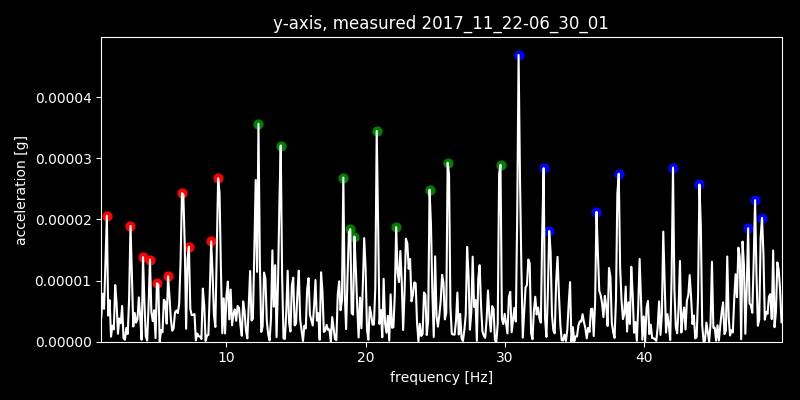 y-axis, measured 2017_11_22-06_30_01
acceleration [g]
0.00004
0.00003
0.00002
0.00001
0.00000
10 20 30 40
frequency [Hz]